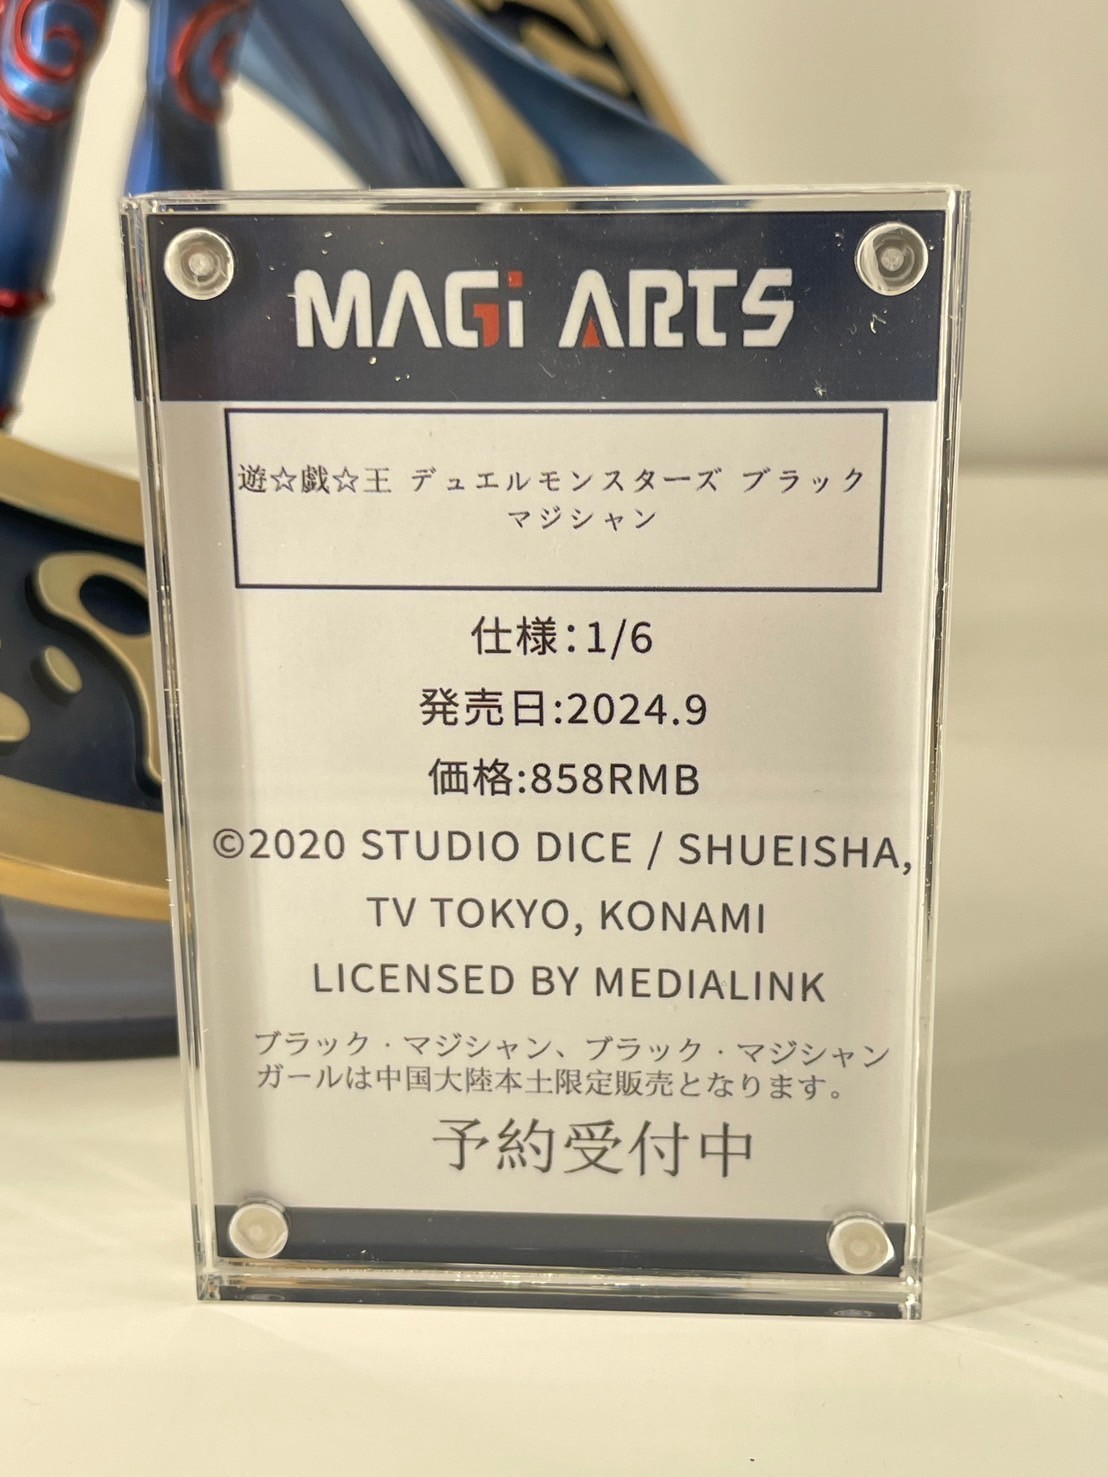 MAGi ARTS
遊☆戯☆王 デュエルモンスターズ ブラック
マジシャン
仕様:1/6
発売日:2024.9
価格:858RMB
©2020 STUDIO DICE / SHUEISHA,
TV TOKYO, KONAMI
LICENSED BY MEDIALINK
ブラック・マジシャン、ブラック・マジシャン
ガールは中国大陸本土限定販売となります。
予約受付中